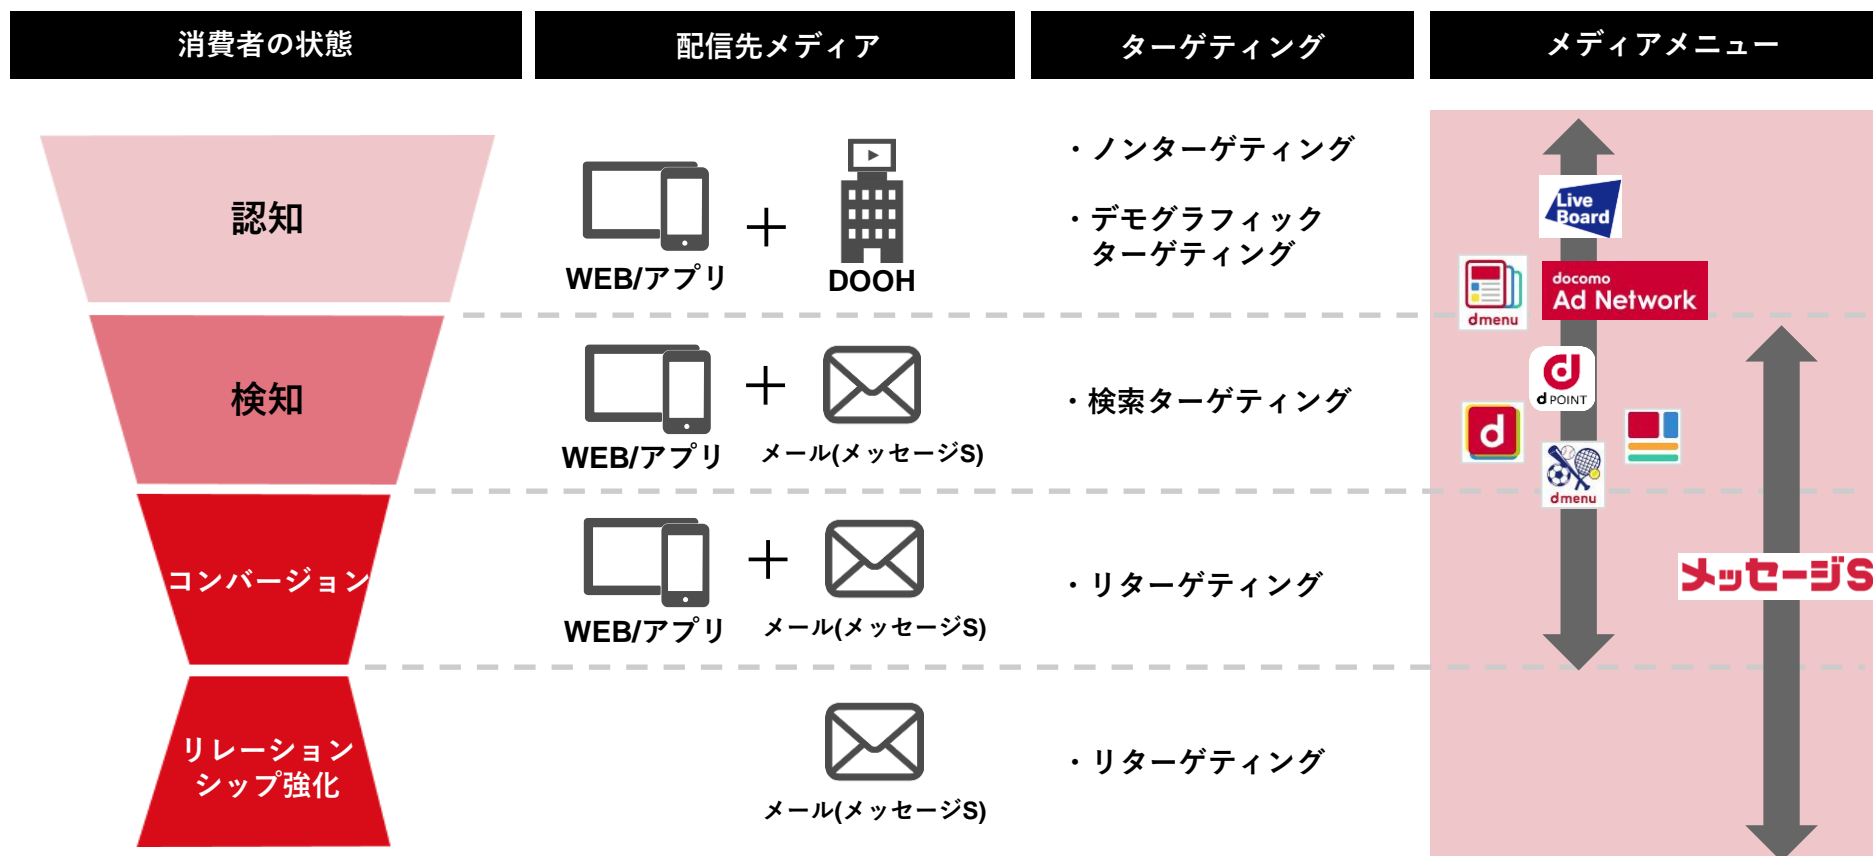 消費者の状態
配信先メディア
ターゲティング
メディアメニュー
認知
WEB/アプリ
DOOH
・ノンターゲティング
・デモグラフィック
ターゲティング
Live
Board
dmenu
docomo
Ad Network
検知
WEB/アプリ
メール(メッセージS)
・検索ターゲティング
d
d POINT
d
dmenu
コンバージョン
WEB/アプリ
メール(メッセージS)
・リターゲティング
メッセージS
リレーション
シップ強化
メール(メッセージS)
・リターゲティング